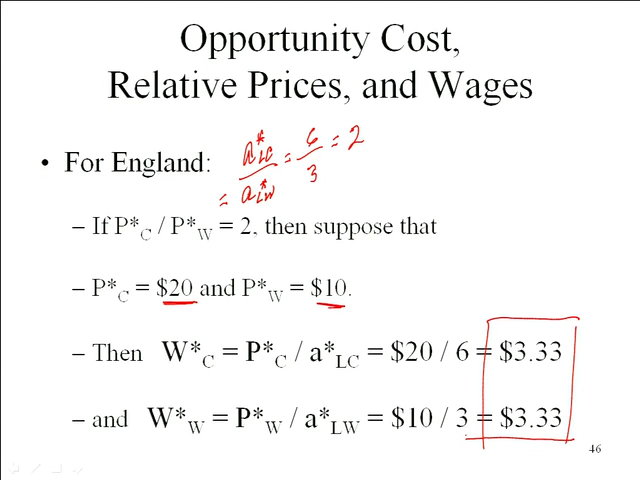 Opportunity Cost,
Relative Prices, and Wages
• For England: = a*LC / a*LW = 6/3 = 2
– If P*C / P*W = 2, then suppose that
– P*C = $20 and P*W = $10.
– Then W*C = P*C / a*LC = $20 / 6 = $3.33
– and W*W = P*W / a*LW = $10 / 3 = $3.33
46